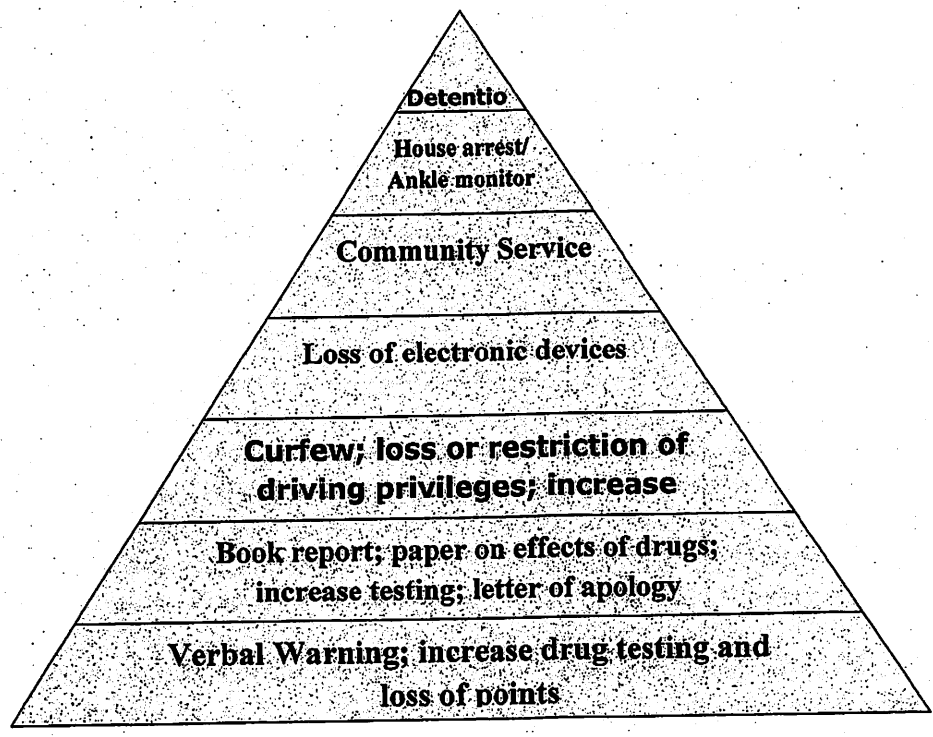 Detentio
House arrest/
Ankle monitor
Community Service
Loss of electronic devices
Curfew; loss or restriction of
driving privileges; increase
Book report; paper on effects of drugs;
increase testing; letter of apology
Verbal Warning; increase drug testing and
loss of points